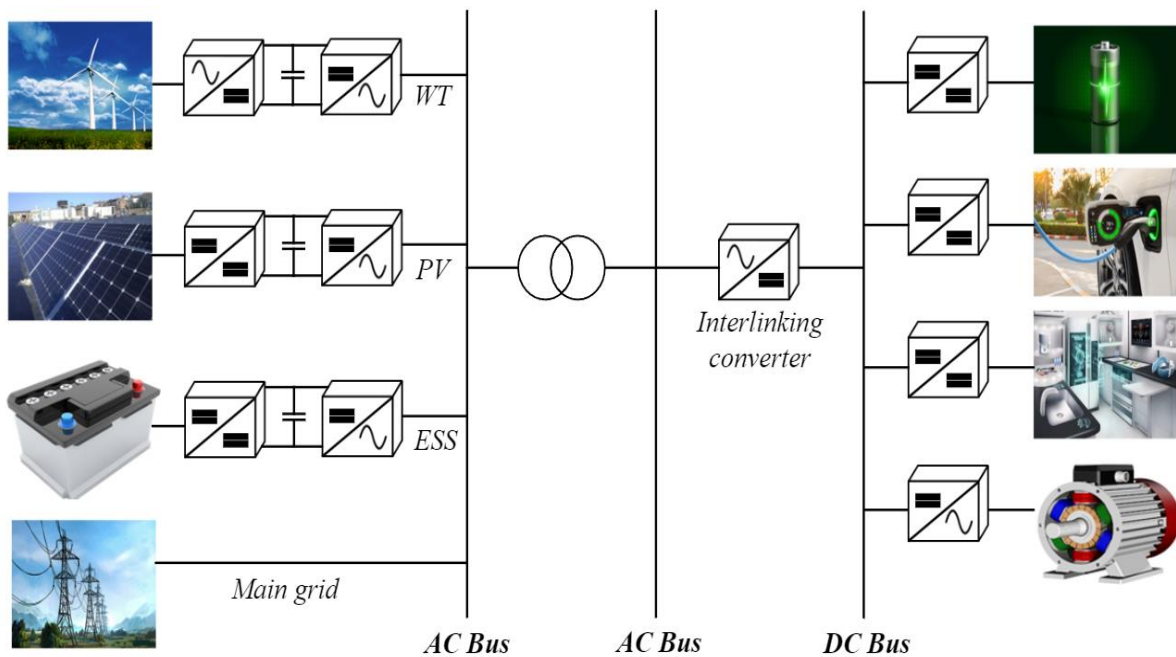 WT
PV
Interlinking
converter
ESS
Main grid
AC Bus
AC Bus
DC Bus